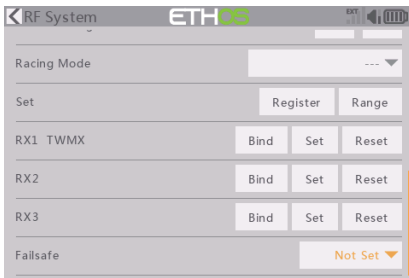 RF System ETHOS EXT
Racing Mode ---
Set Register Range
RX1 TWMX Bind Set Reset
RX2 Bind Set Reset
RX3 Bind Set Reset
Failsafe Not Set